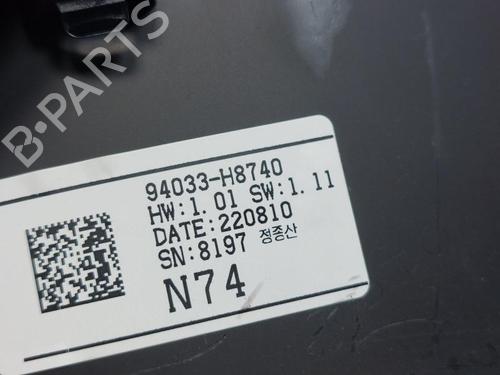 B-PARTS
94033-H8740
HW:1.01 SW:1.11
DATE:220810
SN:8197 정종산
N74